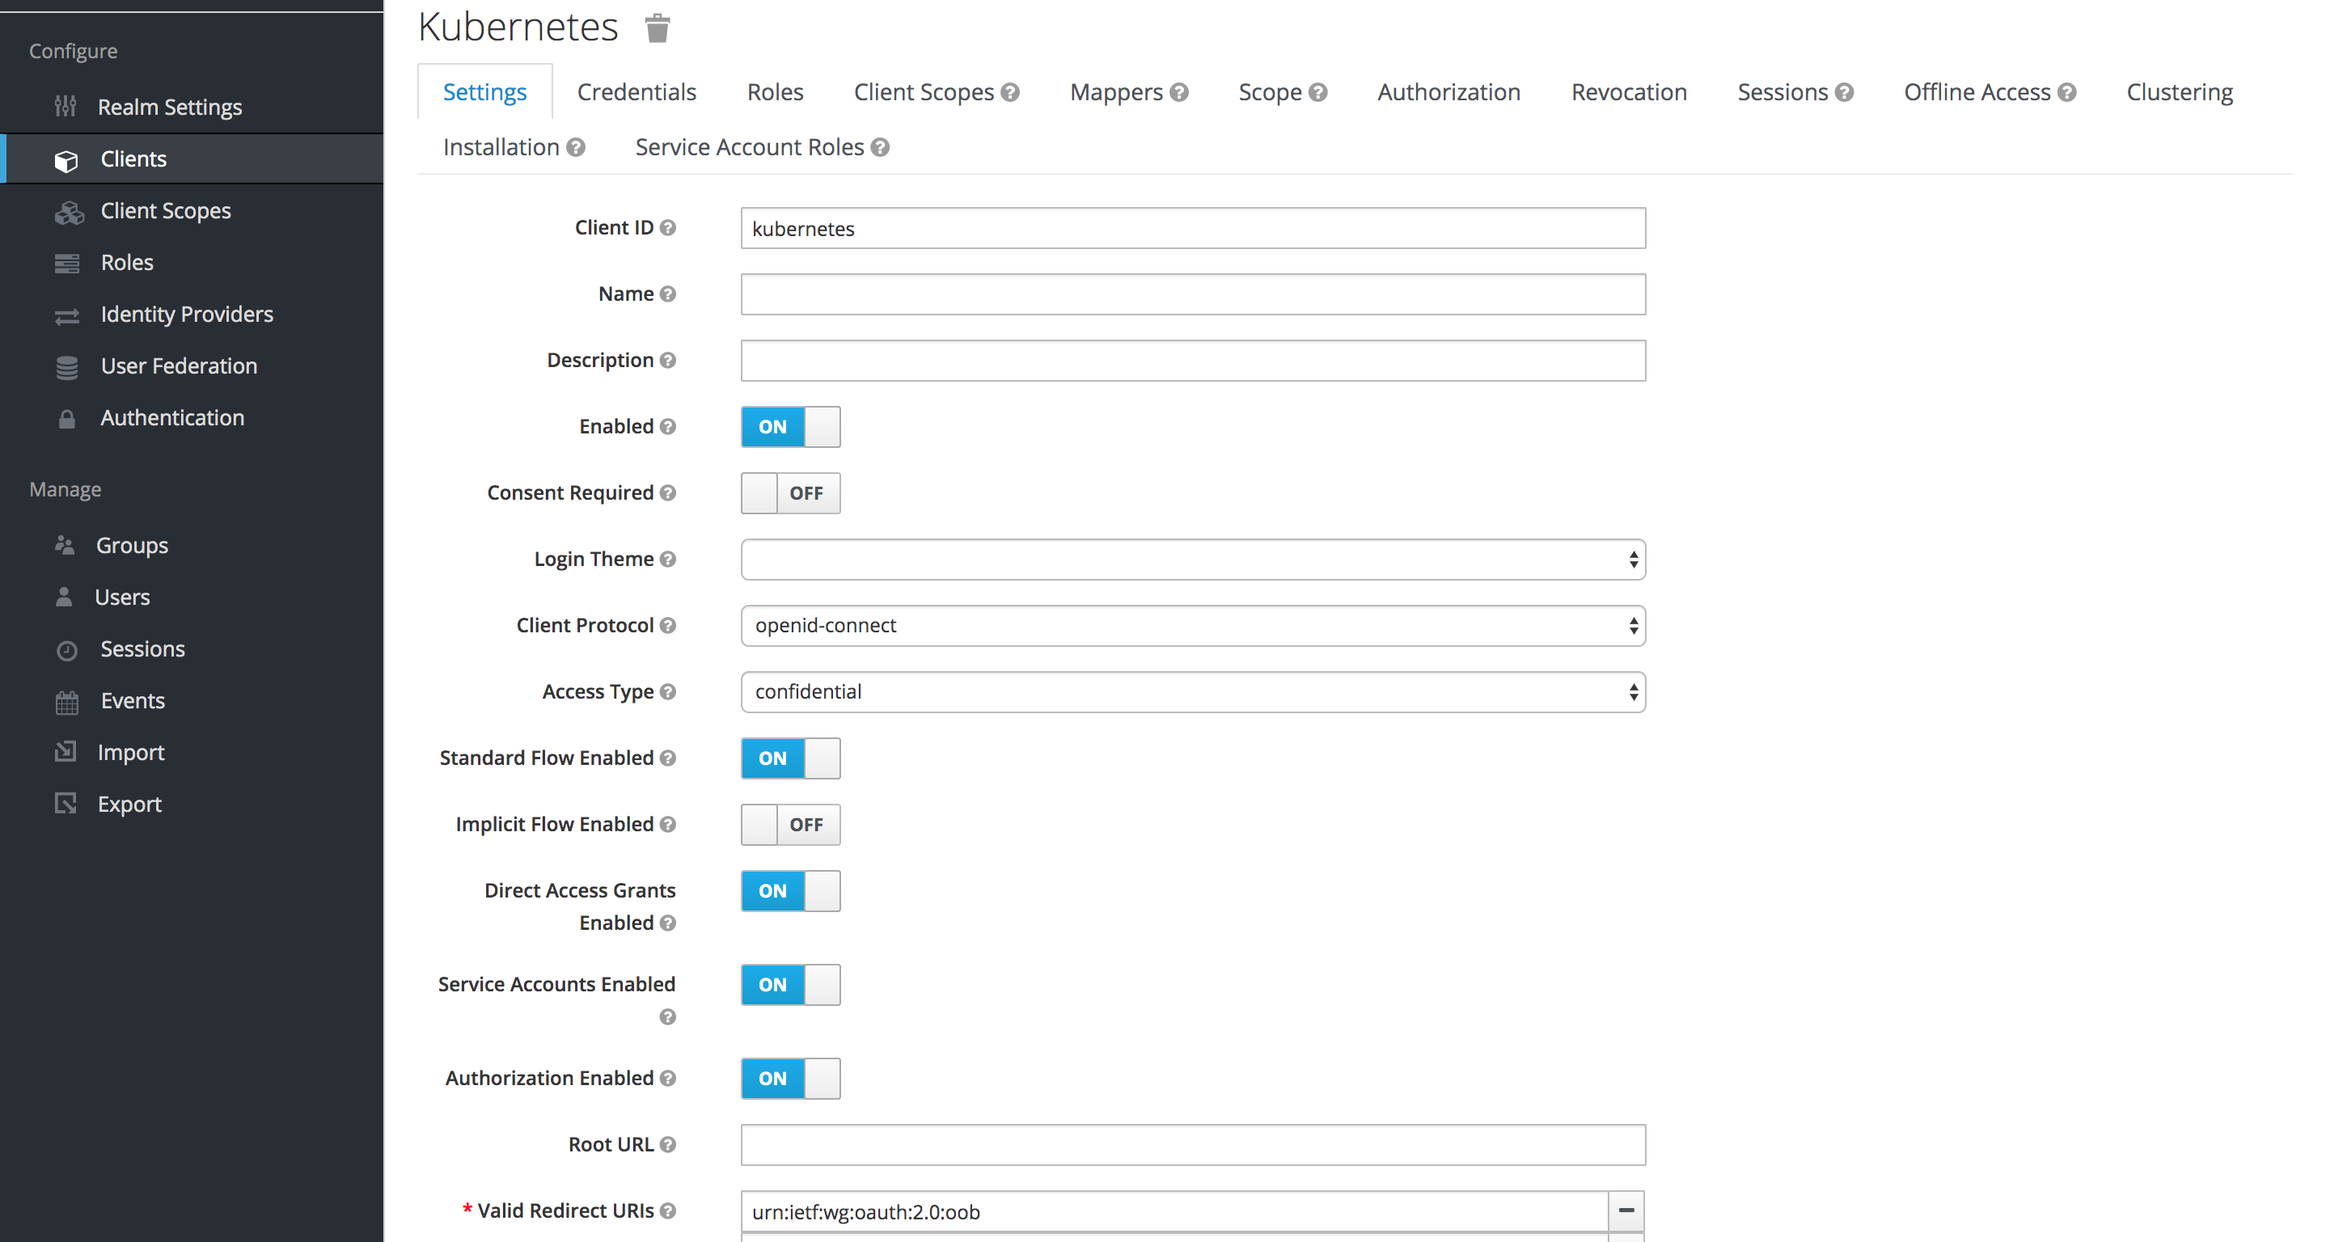 Configure
Realm Settings
Clients
Client Scopes
Roles
Identity Providers
User Federation
Authentication
Manage
Groups
Users
Sessions
Events
Import
Export
Kubernetes
Settings Credentials Roles Client Scopes Mappers Scope Authorization Revocation Sessions Offline Access Clustering
Installation Service Account Roles
Client ID kubernetes
Name
Description
Enabled ON
Consent Required OFF
Login Theme
Client Protocol openid-connect
Access Type confidential
Standard Flow Enabled ON
Implicit Flow Enabled OFF
Direct Access Grants ON
Enabled
Service Accounts Enabled ON
Authorization Enabled ON
Root URL
* Valid Redirect URIs urn:ietf:wg:oauth:2.0:oob